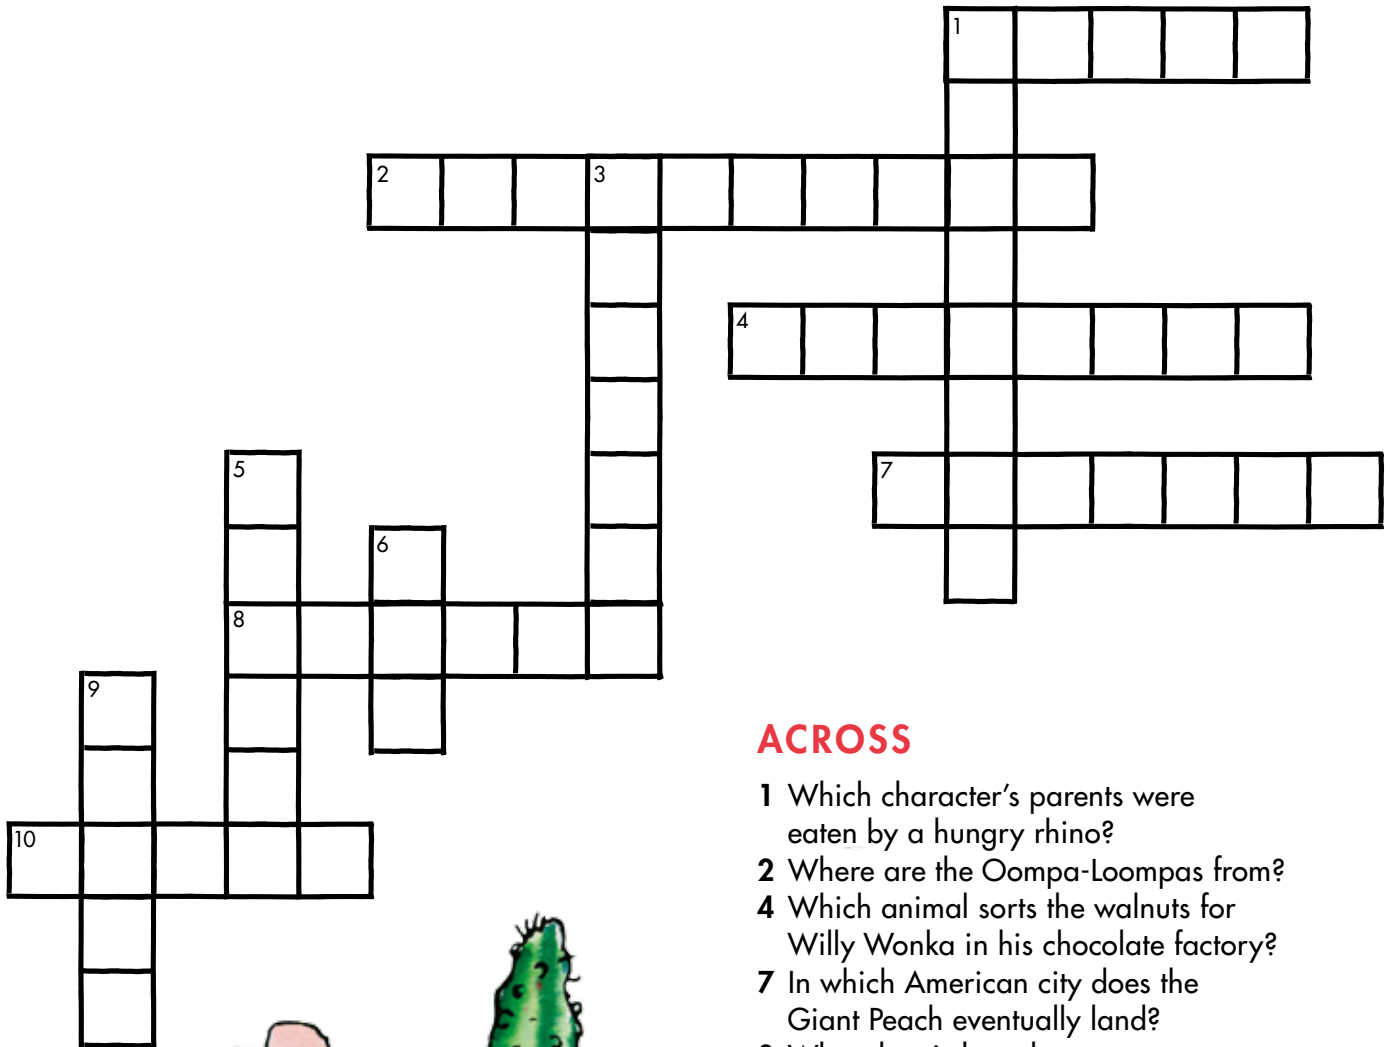 1
2
3
4
5
7
6
8
9
10
ACROSS
1 Which character’s parents were
eaten by a hungry rhino?
2 Where are the Oompa-Loompas from?
4 Which animal sorts the walnuts for
Willy Wonka in his chocolate factory?
7 In which American city does the
Giant Peach eventually land?